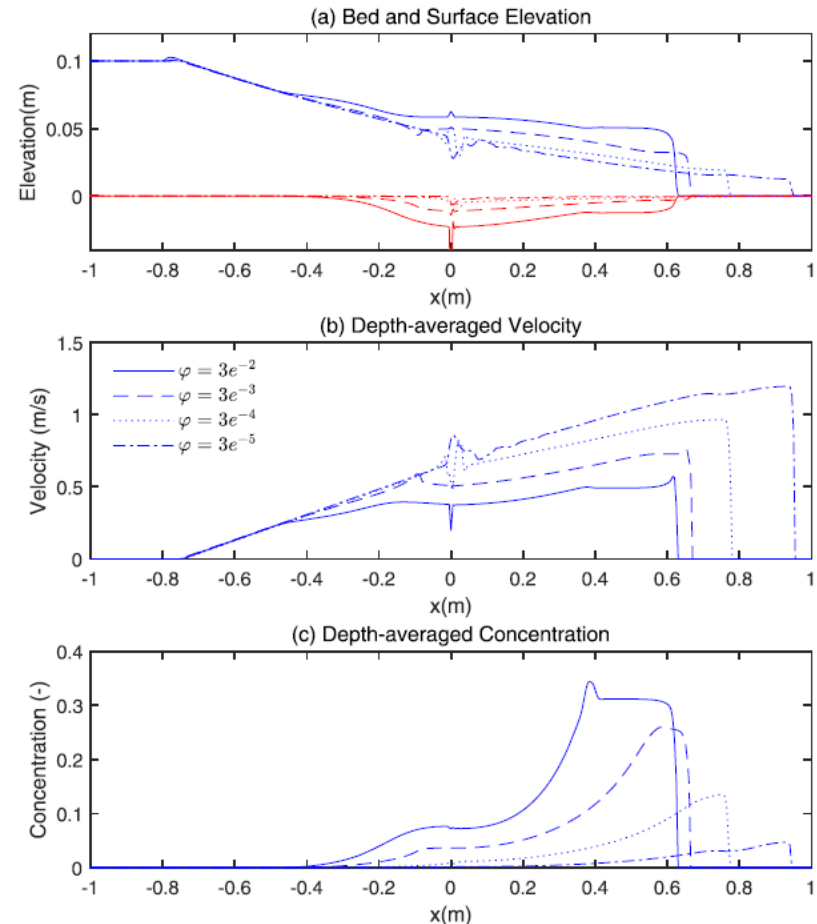 (a) Bed and Surface Elevation
0.1
0.05
0
Elevation(m)
-1 -0.8 -0.6 -0.4 -0.2 0 0.2 0.4 0.6 0.8 1
x(m)
(b) Depth-averaged Velocity
1.5
1
0.5
0
Velocity (m/s)
φ = 3e⁻²
φ = 3e⁻³
φ = 3e⁻⁴
φ = 3e⁻⁵
-1 -0.8 -0.6 -0.4 -0.2 0 0.2 0.4 0.6 0.8 1
x(m)
(c) Depth-averaged Concentration
0.4
0.3
0.2
0.1
0
Concentration (-)
-1 -0.8 -0.6 -0.4 -0.2 0 0.2 0.4 0.6 0.8 1
x(m)